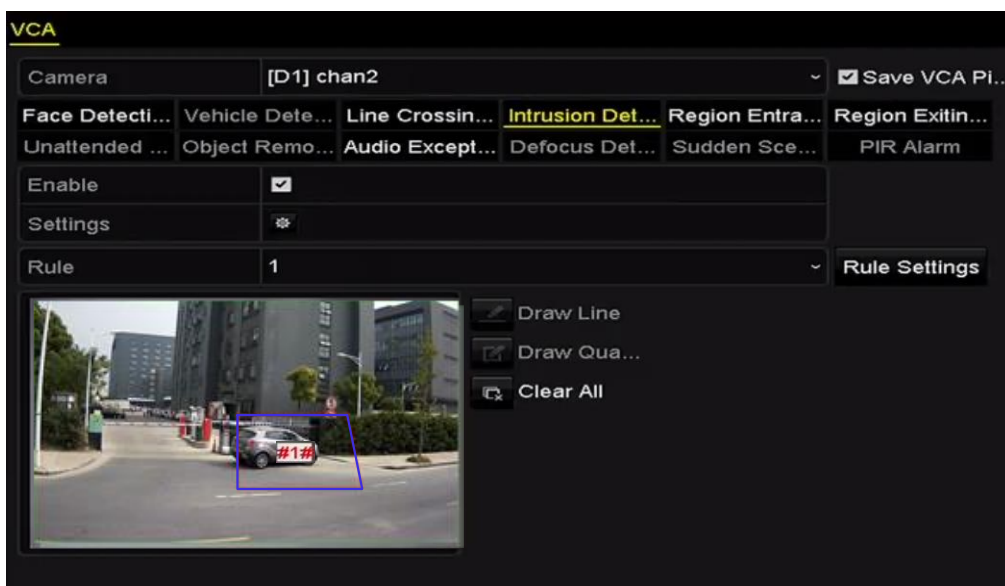 VCA
Camera [D1] chan2 Save VCA Pi...
Face Detecti... Vehicle Dete... Line Crossin... Intrusion Det... Region Entra... Region Exitin...
Unattended ... Object Remo... Audio Except... Defocus Det... Sudden Sce... PIR Alarm
Enable
Settings
Rule 1 Rule Settings
Draw Line
Draw Qua...
Clear All
#1#